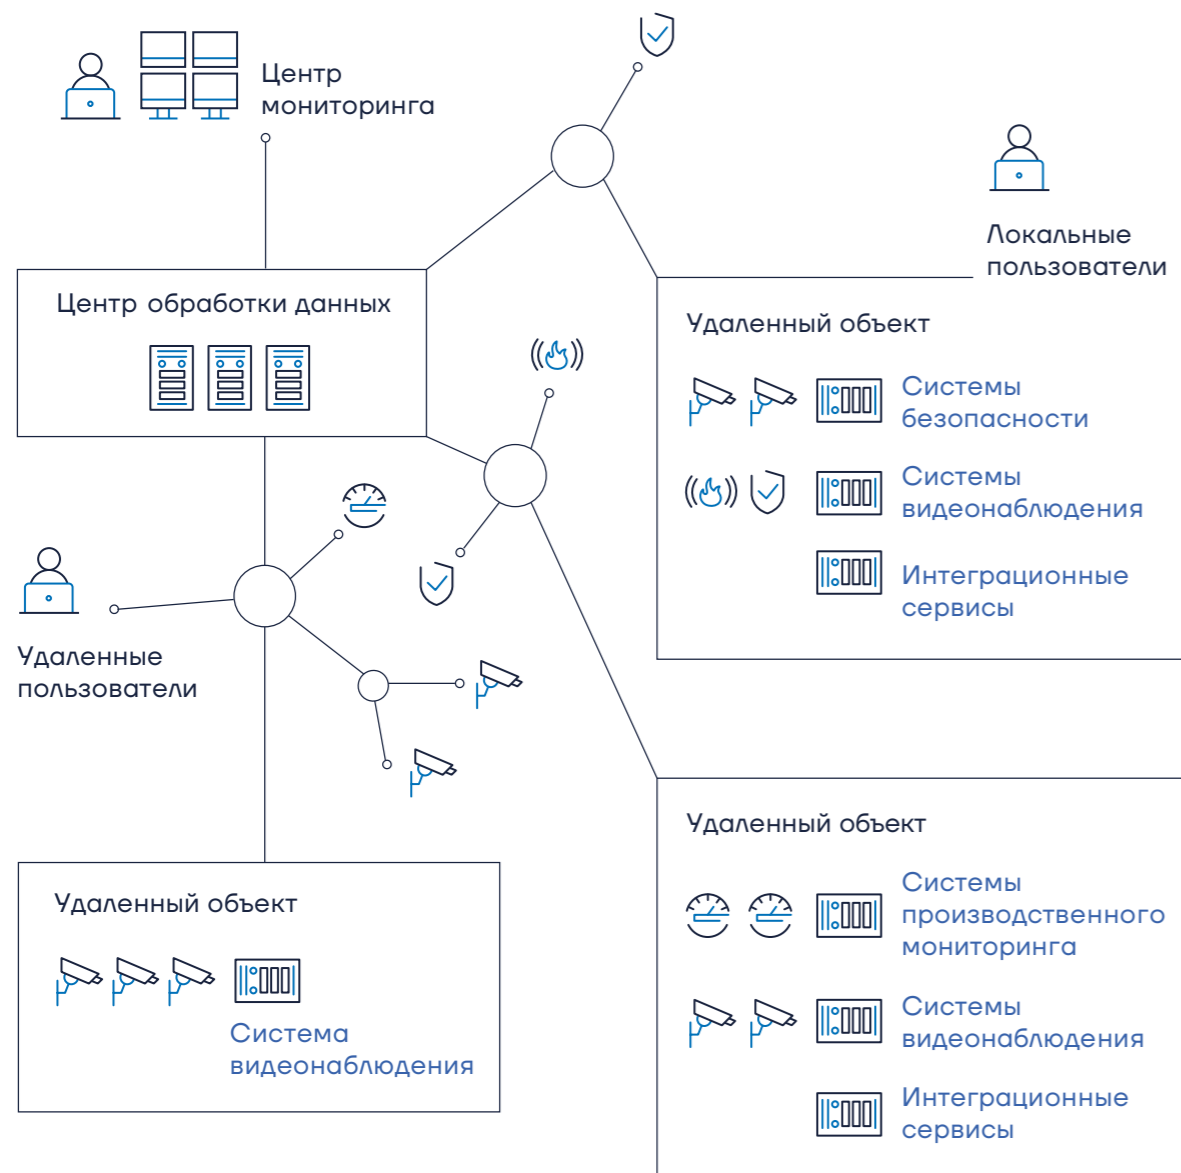 Центр
мониторинга
Локальные
пользователи
Центр обработки данных
Удаленный объект
Системы
безопасности
Системы
видеонаблюдения
Интеграционные
сервисы
Удаленные
пользователи
Удаленный объект
Система
видеонаблюдения
Удаленный объект
Системы
производственного
мониторинга
Системы
видеонаблюдения
Интеграционные
сервисы